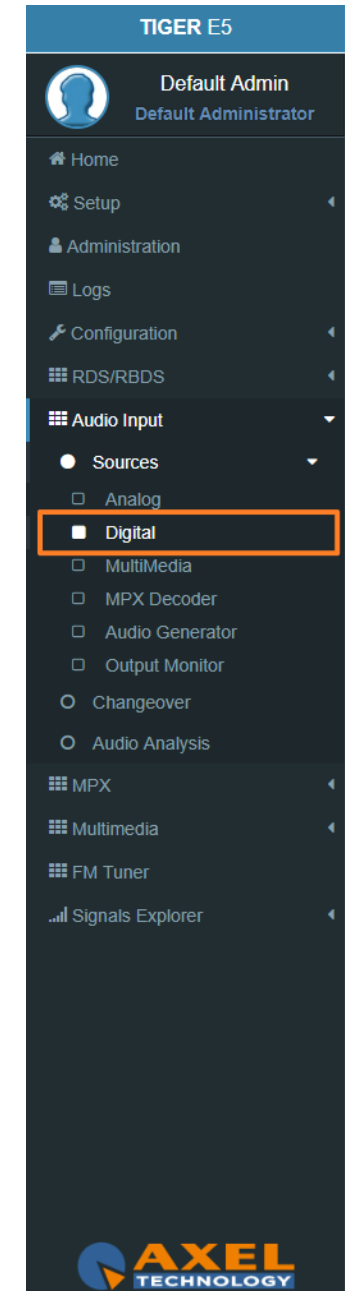 TIGER E5
Default Admin
Default Administrator
Home
Setup
Administration
Logs
Configuration
RDS/RBDS
Audio Input
Sources
Analog
Digital
MultiMedia
MPX Decoder
Audio Generator
Output Monitor
Changeover
Audio Analysis
MPX
Multimedia
FM Tuner
Signals Explorer
AXEL
TECHNOLOGY